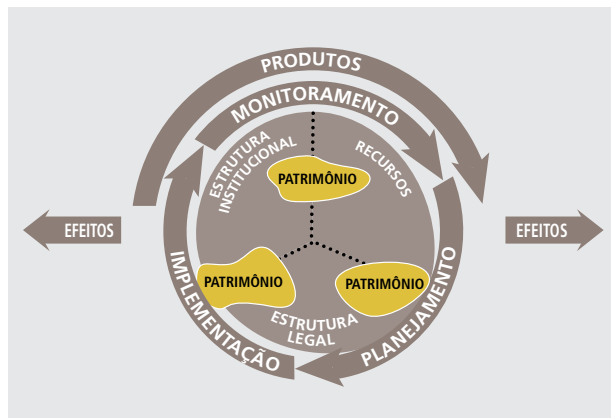 PRODUTOS
MONITORAMENTO
ESTRUTURA
INSTITUCIONAL
RECURSOS
PATRIMÔNIO
EFEITOS
EFEITOS
PATRIMÔNIO
PATRIMÔNIO
ESTRUTURA
LEGAL
IMPLEMENTAÇÃO
PLANEJAMENTO